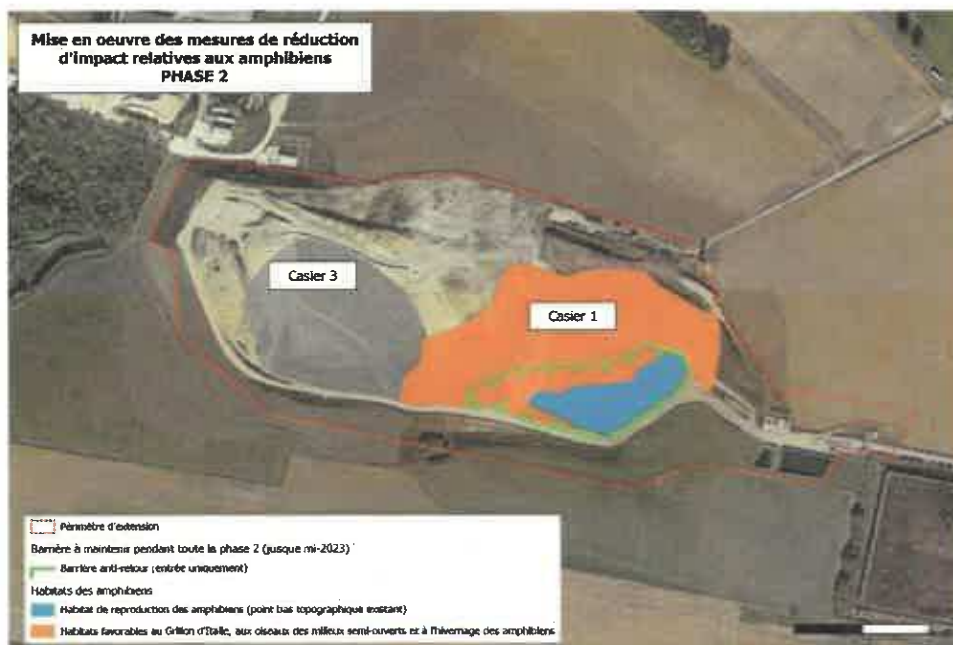 Mise en oeuvre des mesures de réduction
d'impact relatives aux amphibiens
PHASE 2
Casier 3
Casier 1
Périmètre d'extension
Barrière à maintenir pendant toute la phase 2 (jusque mi-2023)
Barrière anti-retour (entrée uniquement)
Habitats des amphibiens
Habitat de reproduction des amphibiens (point bas topographique existant)
Habitats favorables au Grillon d'Italie, aux oiseaux des milieux semi-ouverts et à l'hivernage des amphibiens